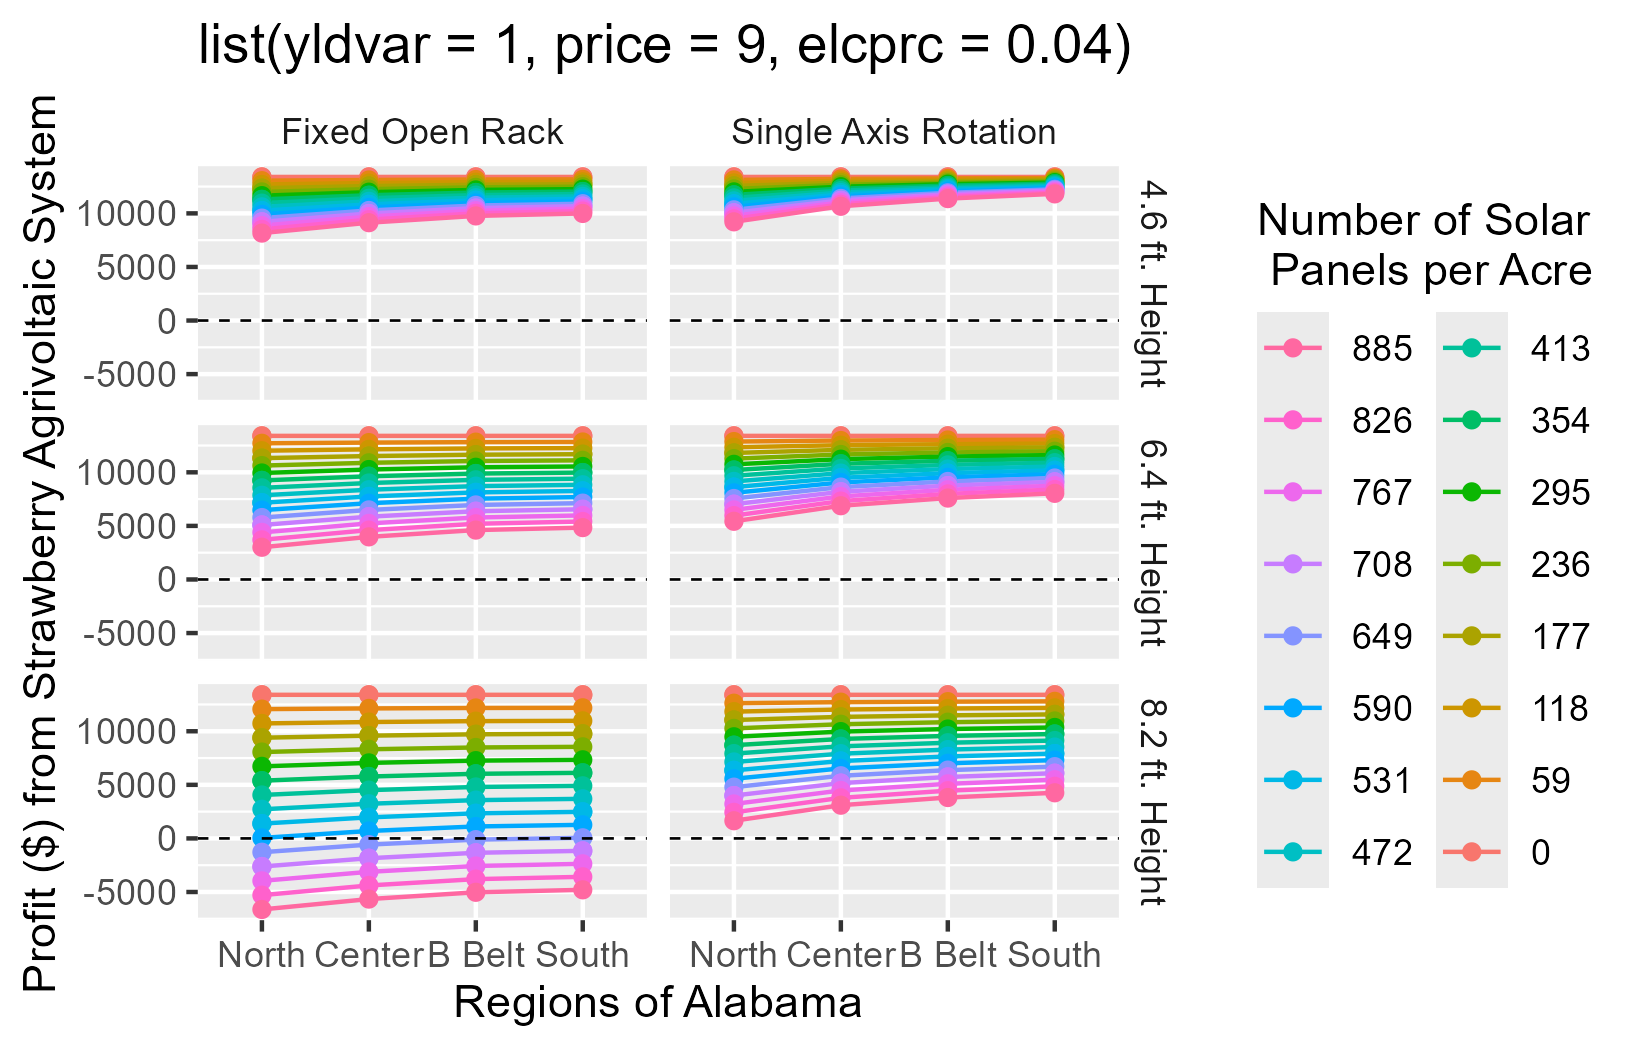 list(yldvar = 1, price = 9, elcprc = 0.04)
Profit ($) from Strawberry Agrivoltaic System
Fixed Open Rack
Single Axis Rotation
10000
5000
0
-5000
4.6 ft. Height
10000
5000
0
-5000
6.4 ft. Height
10000
5000
0
-5000
8.2 ft. Height
North Center B Belt South
North Center B Belt South
Regions of Alabama
Number of Solar
Panels per Acre
885 413
826 354
767 295
708 236
649 177
590 118
531 59
472 0